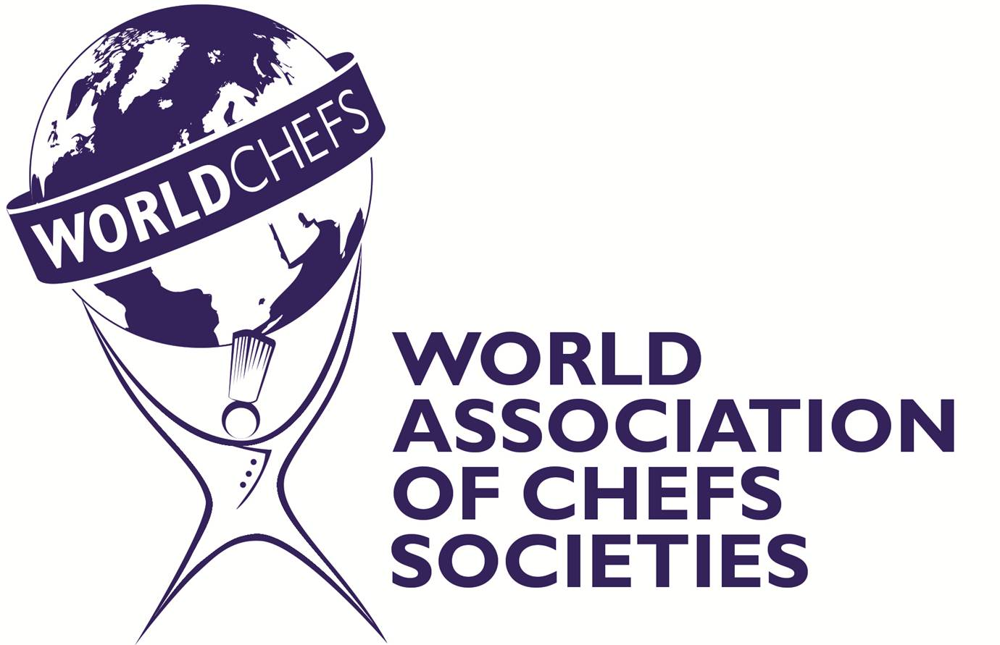 WORLDCHEFS
WORLD
ASSOCIATION
OF CHEFS
SOCIETIES